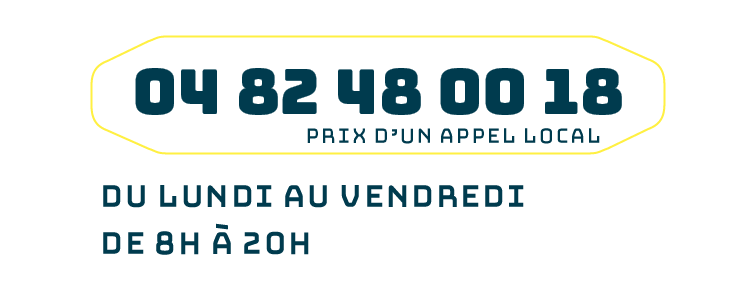 04 82 48 00 18
PRIX D'UN APPEL LOCAL
DU LUNDI AU VENDREDI
DE 8H À 20H